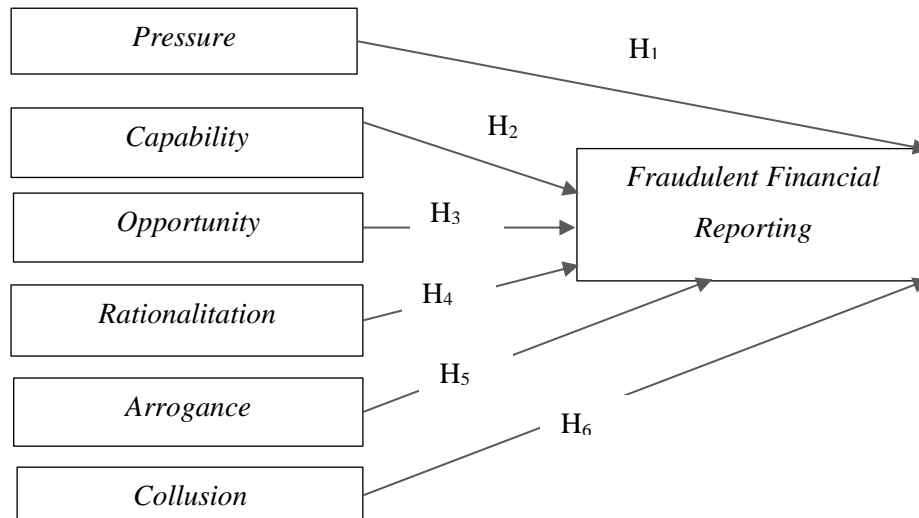 Pressure
H₁
Capability
H₂
Opportunity
H₃
Rationalitation
H₄
Arrogance
H₅
Collusion
H₆
Fraudulent Financial
Reporting